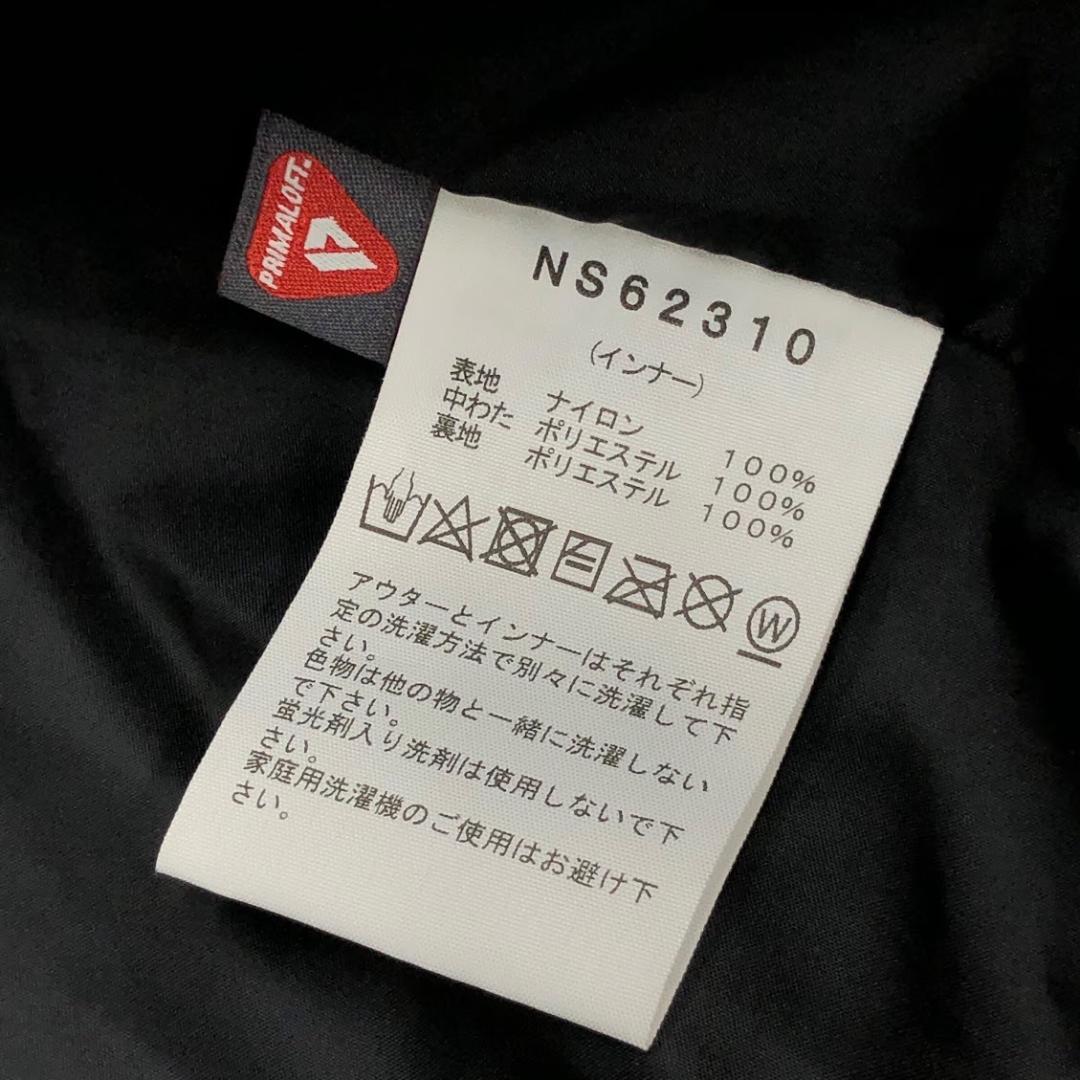 PRIMALOFT
NS62310
(インナー)
表地 ナイロン 100%
中わた ポリエステル 100%
裏地 ポリエステル 100%
W
アウターとインナーはそれぞれ指
定の洗濯方法で別々に洗濯して下
さい。
色物は他の物と一緒に洗濯しない
で下さい。
蛍光剤入り洗剤は使用しないで下
さい。
家庭用洗濯機のご使用はお避け下
さい。